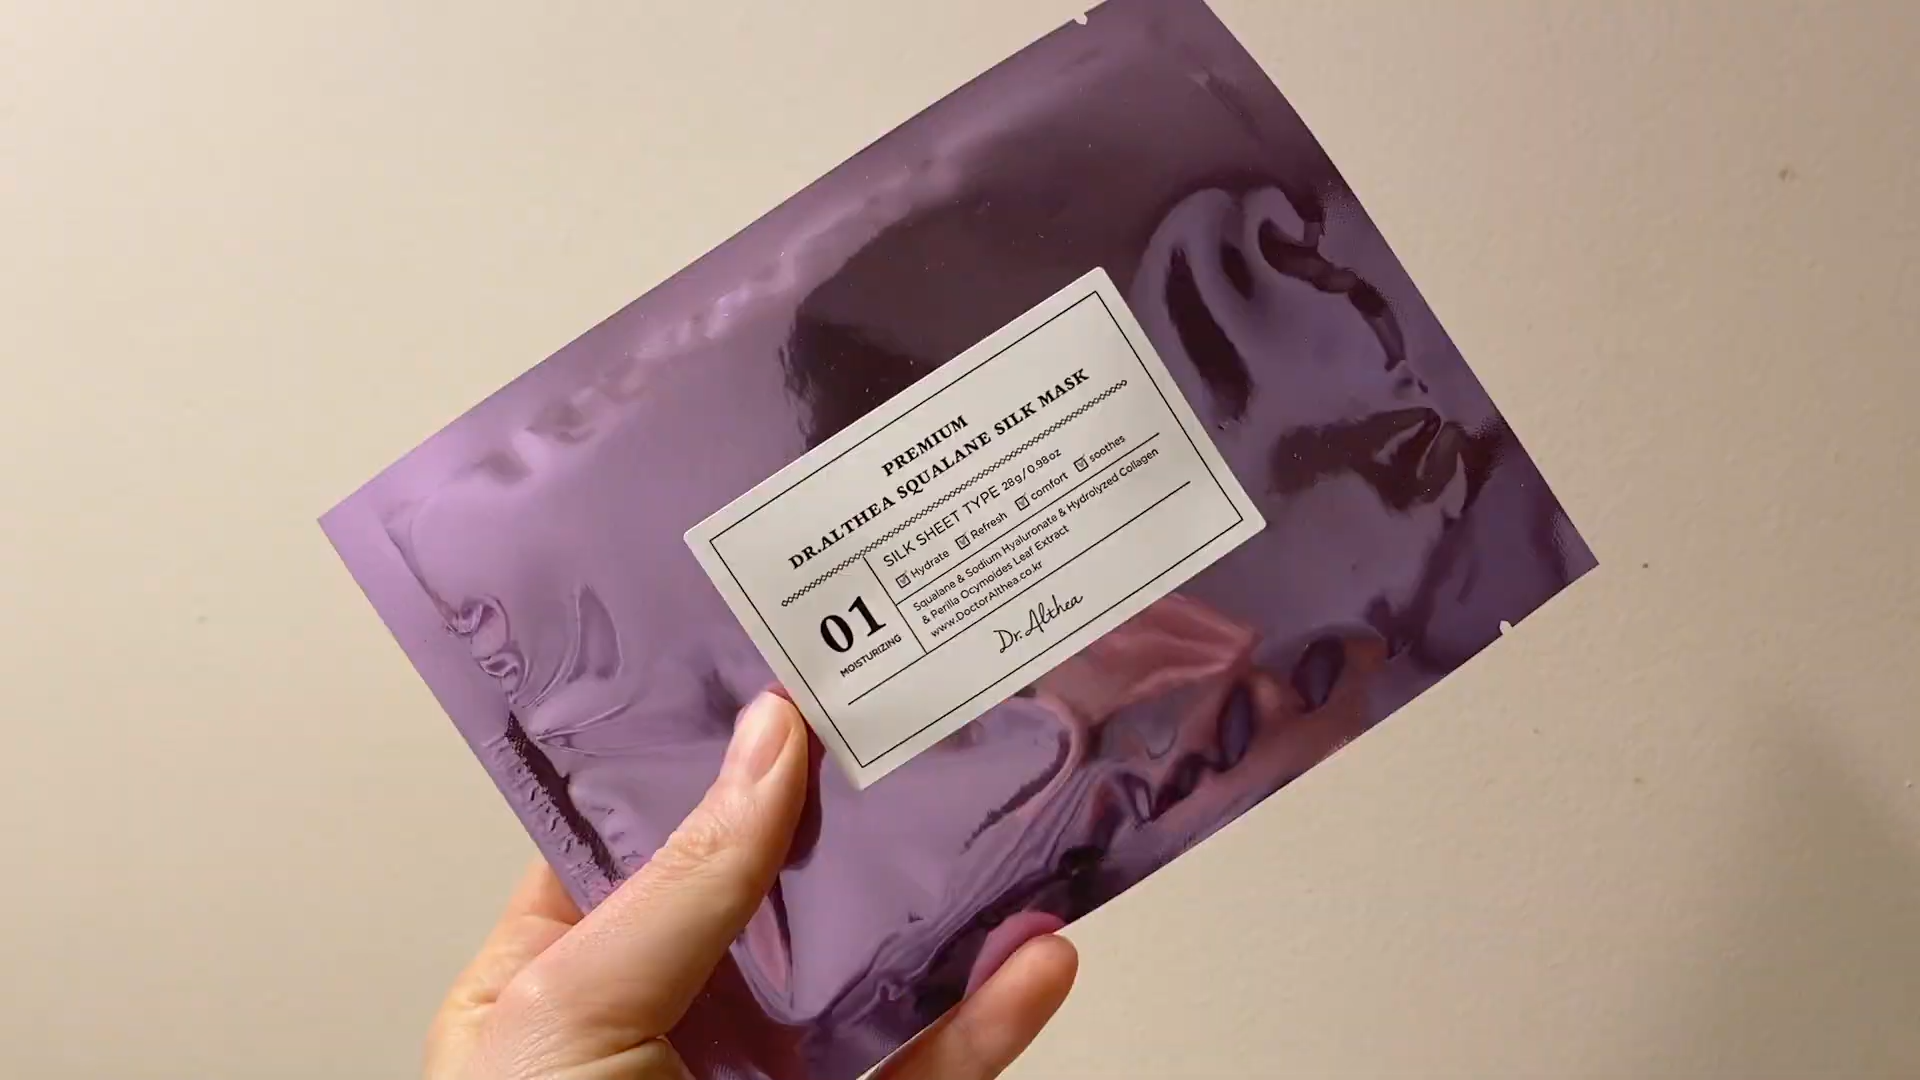 PREMIUM
DR.ALTHEA SQUALANE SILK MASK
01
MOISTURIZING
SILK SHEET TYPE 28g/0.98oz
Hydrate Refresh comfort soothes
Squalane & Sodium Hyaluronate & Hydrolyzed Collagen
& Perilla Ocymoides Leaf Extract
www.DoctorAlthea.co.kr
Dr. Althea